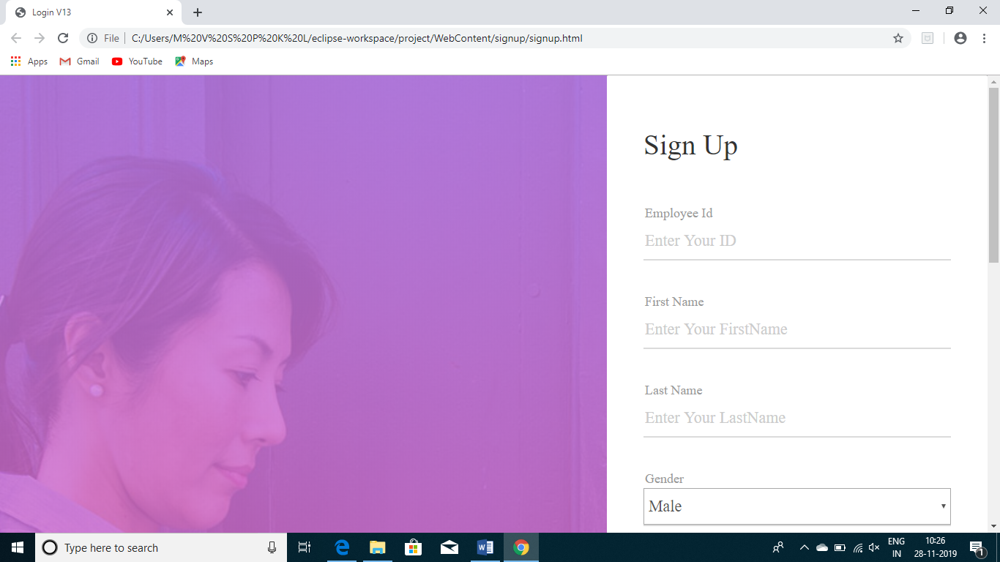 Login V13
File
C:/Users/M%20V%20S%20P%20K%20L/eclipse-workspace/project/WebContent/signup/signup.html
Apps Gmail YouTube Maps
Sign Up
Employee Id
Enter Your ID
First Name
Enter Your FirstName
Last Name
Enter Your LastName
Gender
Male
Type here to search
ENG
IN
10:26
28-11-2019
1